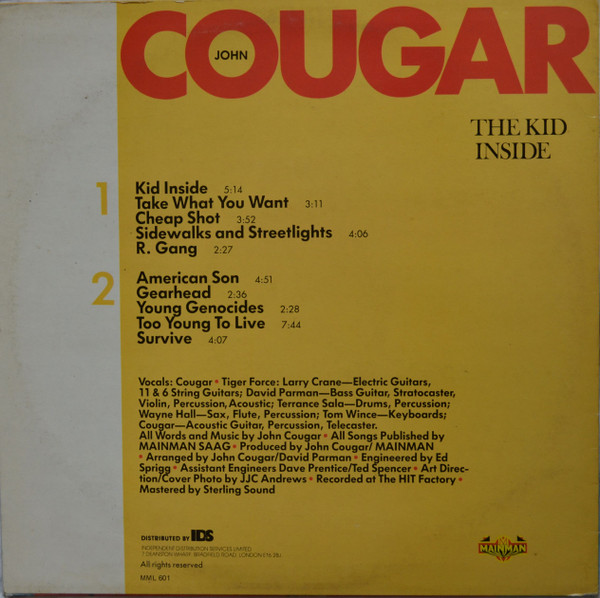 COUGAR
JOHN
THE KID
INSIDE
1
Kid Inside 5:14
Take What You Want 3:11
Cheap Shot 3:52
Sidewalks and Streetlights 4:06
R. Gang 2:27
2
American Son 4:51
Gearhead 2:36
Young Genocides 2:28
Too Young To Live 7:44
Survive 4:07
Vocals: Cougar • Tiger Force: Larry Crane—Electric Guitars,
11 & 6 String Guitars; David Parman—Bass Guitar, Stratocaster,
Violin, Percussion, Acoustic; Terrance Sala—Drums, Percussion;
Wayne Hall—Sax, Flute, Percussion; Tom Wince—Keyboards;
Cougar—Acoustic Guitar, Percussion, Telecaster.
All Words and Music by John Cougar • All Songs Published by
MAINMAN SAAG • Produced by John Cougar/ MAINMAN
• Arranged by John Cougar/David Parman • Engineered by Ed
Sprigg • Assistant Engineers Dave Prentice/Ted Spencer • Art Direc-
tion/Cover Photo by JJC Andrews • Recorded at The HIT Factory •
Mastered by Sterling Sound
DISTRIBUTED BY IDS
INDEPENDENT DISTRIBUTION SERVICES LIMITED
WHARF, BRADFIELD ROAD, LONDON E16
All rights reserved
MML 601
MAINMAN